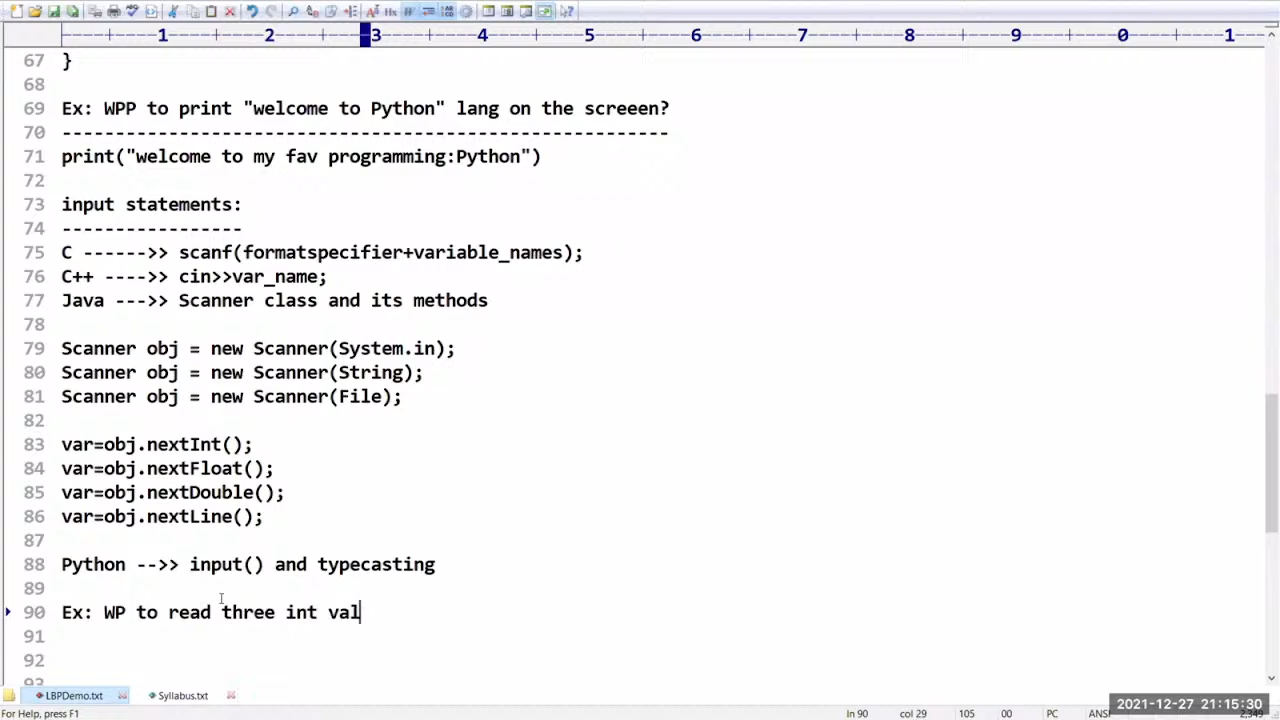 ----+----1----+----2----+----3----+----4----+----5----+----6----+----7----+----8----+----9----+----0----+----1-
67 }
68
69 Ex: WPP to print "welcome to Python" lang on the screeen?
70 ---------------------------------------------------------
71 print("welcome to my fav programming:Python")
72
73 input statements:
74 -----------------
75 C ------>> scanf(formatspecifier+variable_names);
76 C++ ---->> cin>>var_name;
77 Java --->> Scanner class and its methods
78
79 Scanner obj = new Scanner(System.in);
80 Scanner obj = new Scanner(String);
81 Scanner obj = new Scanner(File);
82
83 var=obj.nextInt();
84 var=obj.nextFloat();
85 var=obj.nextDouble();
86 var=obj.nextLine();
87
88 Python -->> input() and typecasting
89
90 Ex: WP to read three int val
91
92
93
LBPDemo.txt Syllabus.txt
2021-12-27 21:15:30
For Help, press F1 ln 90 col 29 105 00 PC ANSI